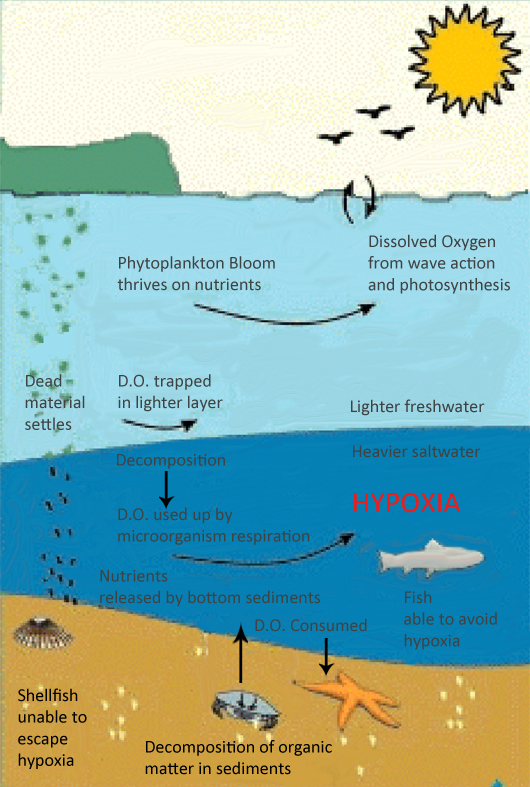 Phytoplankton Bloom
thrives on nutrients
Dissolved Oxygen
from wave action
and photosynthesis
Dead
material
settles
D.O. trapped
in lighter layer
Lighter freshwater
Heavier saltwater
Decomposition
HYPOXIA
D.O. used up by
microorganism respiration
Nutrients
released by bottom sediments
Fish
able to avoid
hypoxia
D.O. Consumed
Shellfish
unable to
escape
hypoxia
Decomposition of organic
matter in sediments